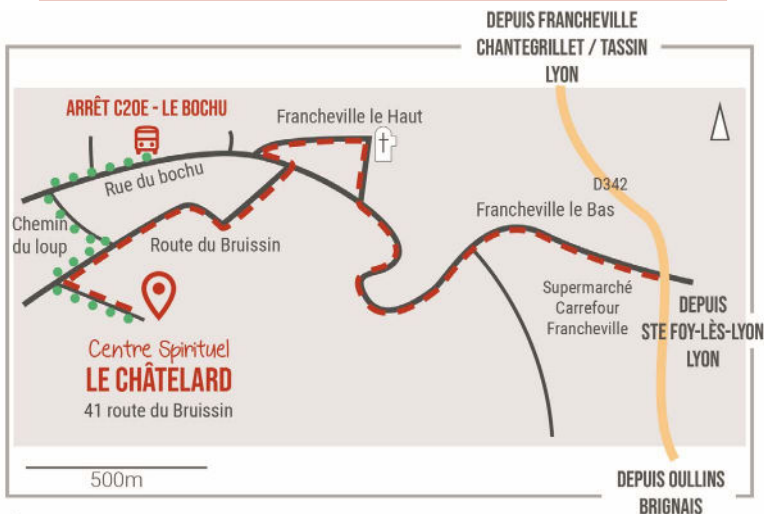 DEPUIS FRANCHEVILLE
CHANTEGRILLET / TASSIN
LYON
ARRÊT C20E - LE BOCHU
Francheville le Haut
Rue du bochu
D342
Francheville le Bas
Chemin
du loup
Route du Bruissin
Supermarché
Carrefour
Francheville
DEPUIS
STE FOY-LÈS-LYON
LYON
Centre Spirituel
LE CHÂTELARD
41 route du Bruissin
500m
DEPUIS OULLINS
BRIGNAIS